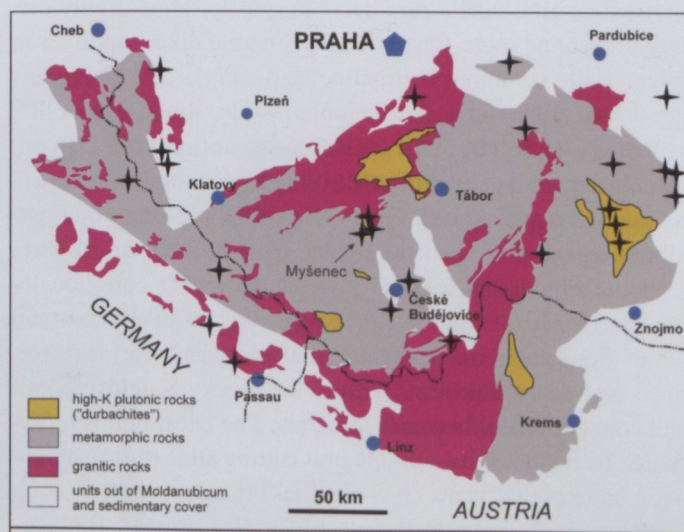 Cheb
PRAHA
Pardubice
Plzeň
Klatovy
Tábor
Myšenec
České
Budějovice
GERMANY
Znojmo
Passau
Krems
Linz
high-K plutonic rocks
("durbachites")
metamorphic rocks
granitic rocks
units out of Moldanubicum
and sedimentary cover
50 km
AUSTRIA